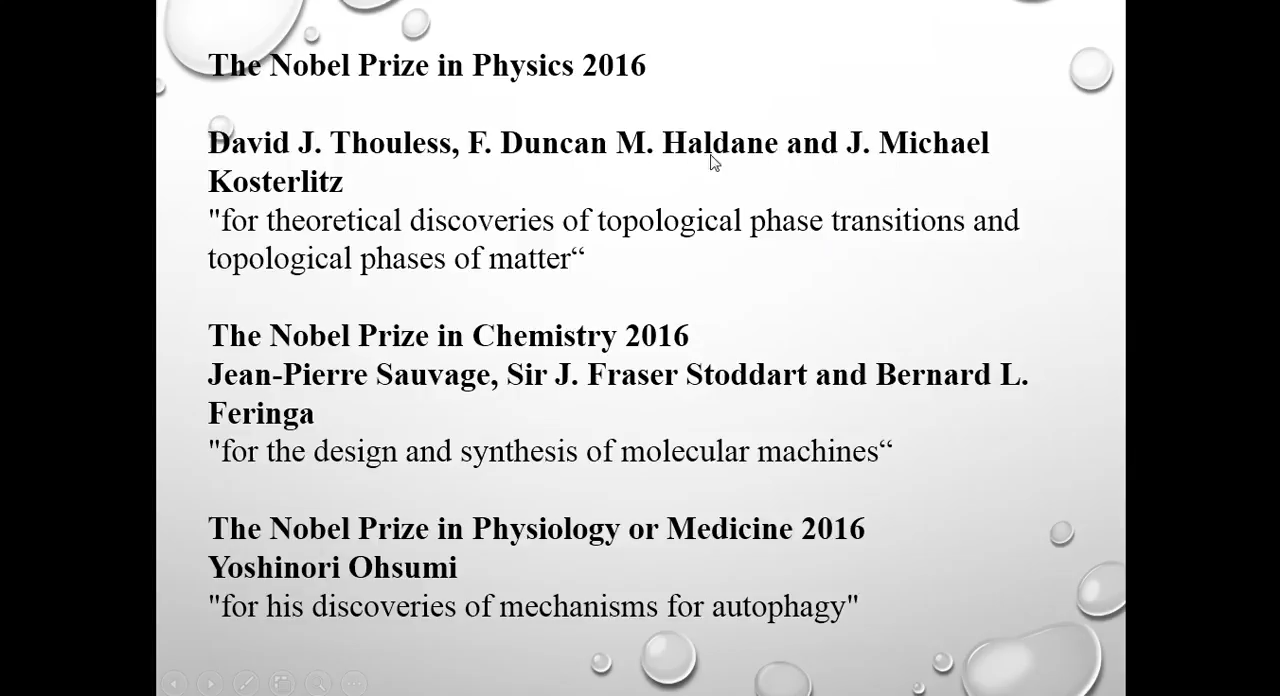 The Nobel Prize in Physics 2016
David J. Thouless, F. Duncan M. Haldane and J. Michael
Kosterlitz
"for theoretical discoveries of topological phase transitions and
topological phases of matter“
The Nobel Prize in Chemistry 2016
Jean-Pierre Sauvage, Sir J. Fraser Stoddart and Bernard L.
Feringa
"for the design and synthesis of molecular machines“
The Nobel Prize in Physiology or Medicine 2016
Yoshinori Ohsumi
"for his discoveries of mechanisms for autophagy"